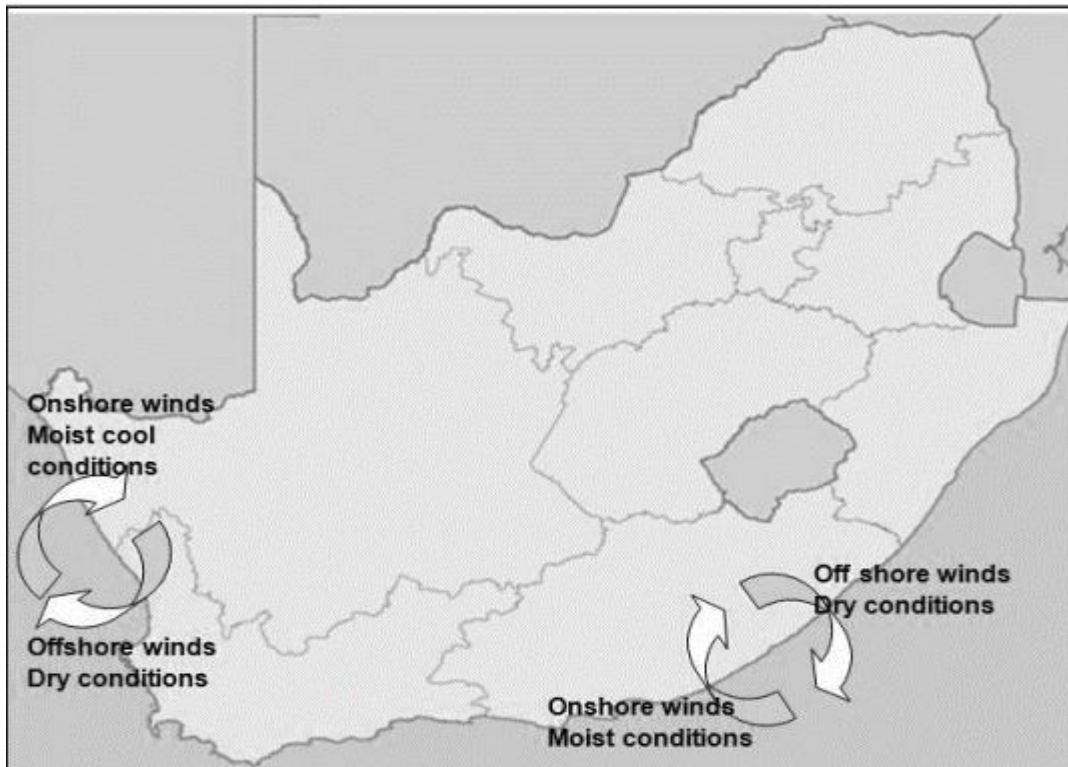 Onshore winds
Moist cool
conditions
Off shore winds
Dry conditions
Offshore winds
Dry conditions
Onshore winds
Moist conditions